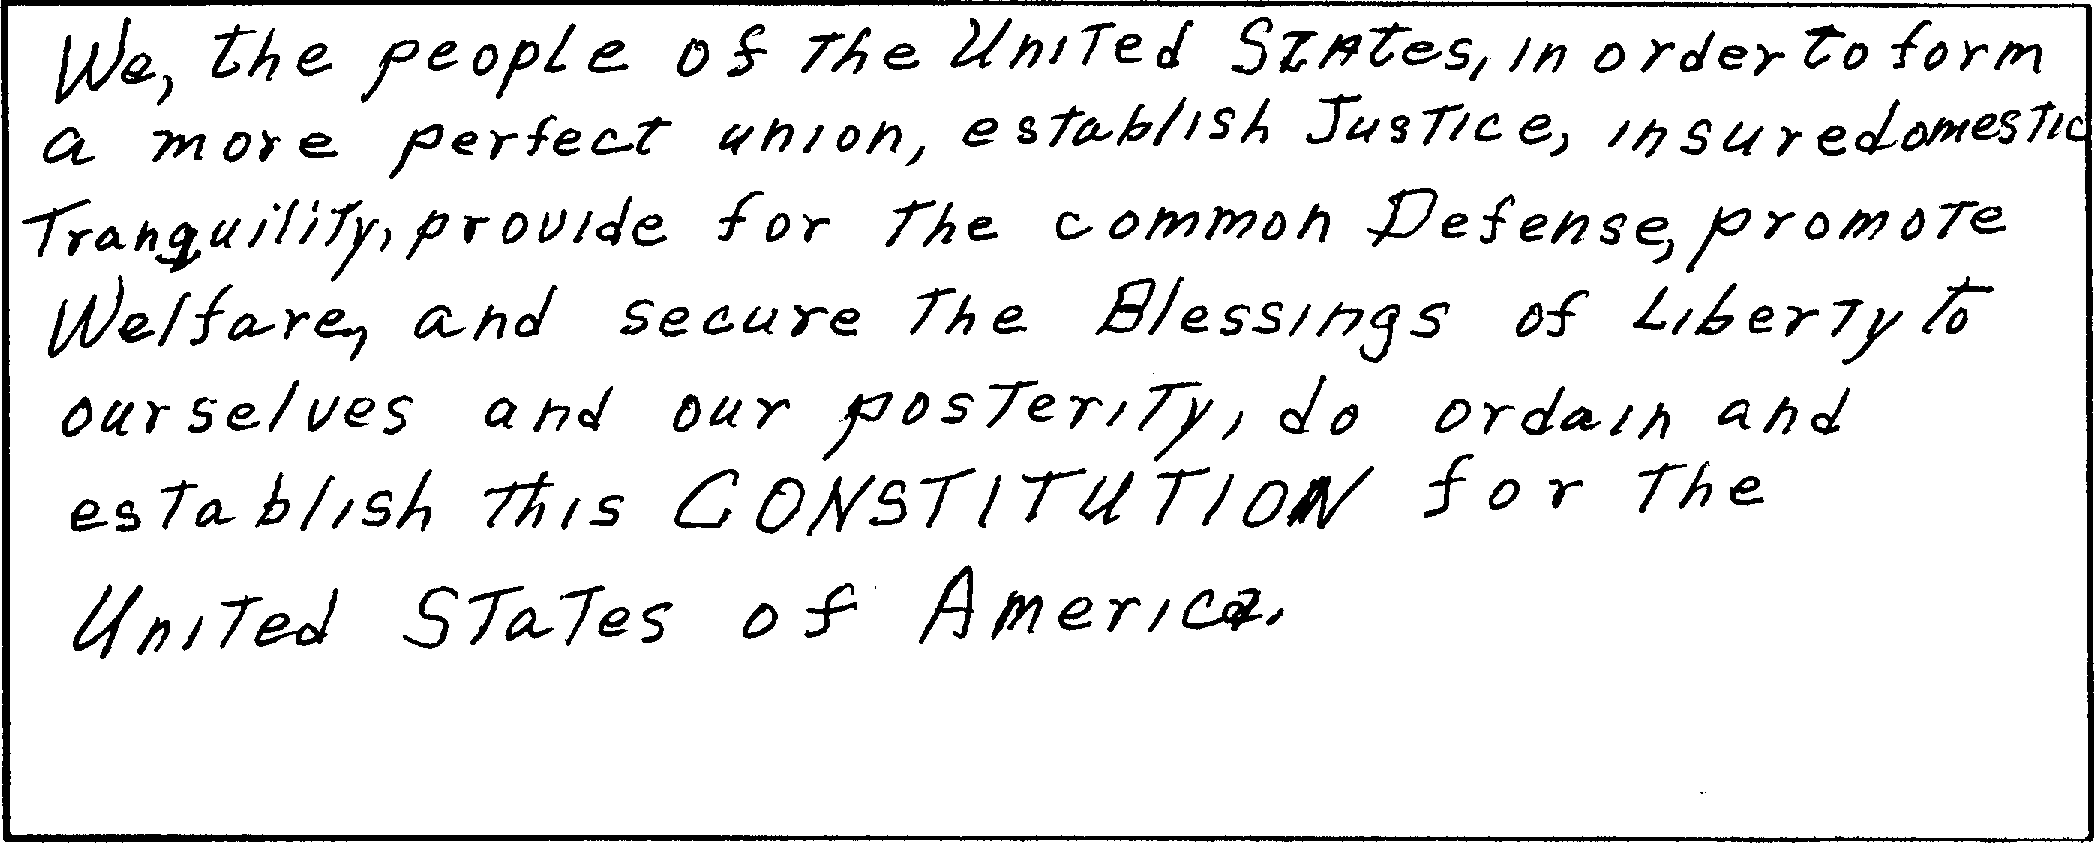 We, the people of the United States, in order to form
a more perfect union, establish Justice, insure domestic
Tranquility, provide for the common Defense, promote
Welfare, and secure the Blessings of Liberty to
ourselves and our posterity, do ordain and
establish this CONSTITUTION for the
United States of America.